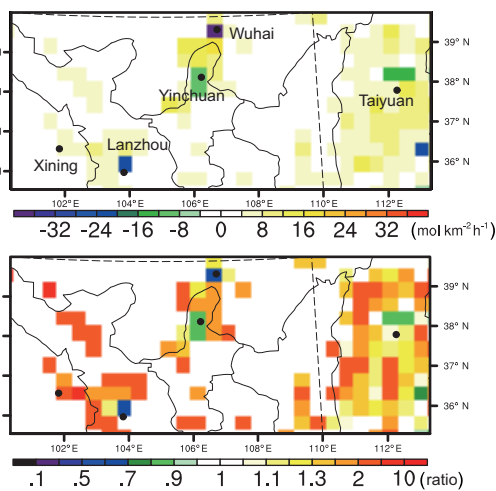 Wuhai
39° N
38° N
Yinchuan
Taiyuan
37° N
Lanzhou
36° N
Xining
102°E 104°E 106°E 108°E 110°E 112°E
-32 -24 -16 -8 0 8 16 24 32 (mol km-2 h-1)
39° N
38° N
37° N
36° N
102°E 104°E 106°E 108°E 110°E 112°E
.1 .5 .7 .9 1 1.1 1.3 2 10 (ratio)